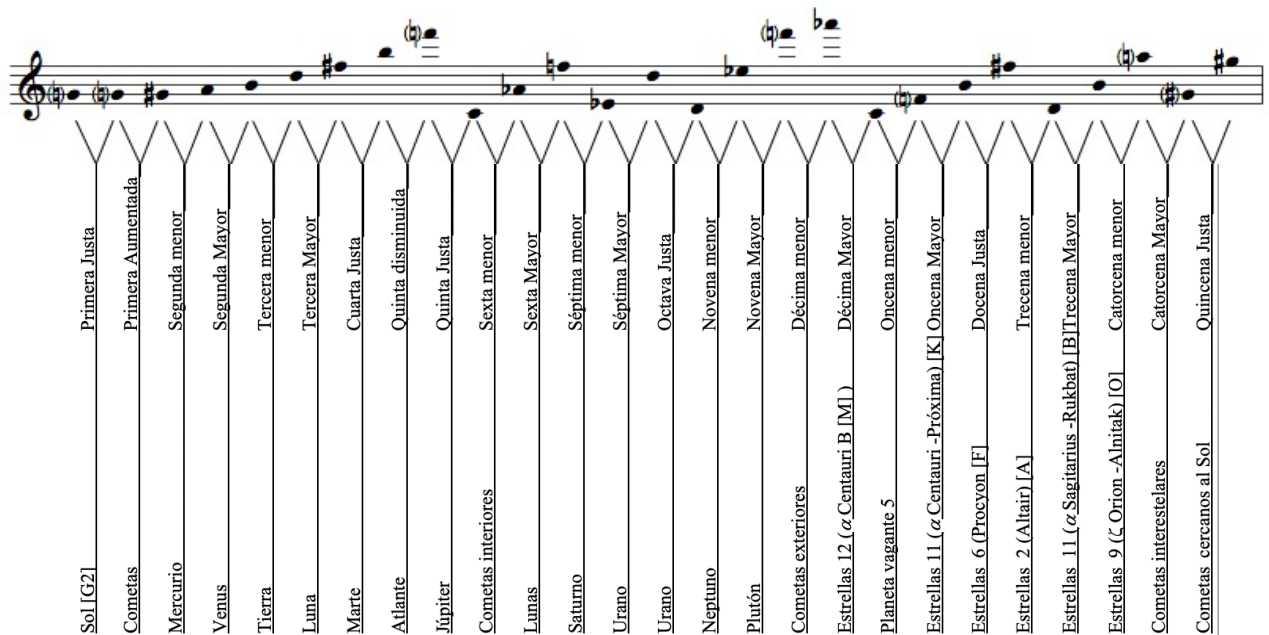 Primera Justa
Primera Aumentada
Segunda menor
Segunda Mayor
Tercera menor
Tercera Mayor
Cuarta Justa
Quinta disminuida
Quinta Justa
Sexta menor
Sexta Mayor
Séptima menor
Séptima Mayor
Octava Justa
Novena menor
Novena Mayor
Décima menor
Décima Mayor
Oncena menor
Oncena Mayor
Docena Justa
Trecena menor
Trecena Mayor
Catorcena menor
Catorcena Mayor
Quincena Justa
Sol [G2]
Cometas
Mercurio
Venus
Tierra
Luna
Marte
Atlante
Júpiter
Cometas interiores
Lunas
Saturno
Urano
Urano
Neptuno
Plutón
Cometas exteriores
Estrellas 12 (α Centauri B [M] )
Planeta vagante 5
Estrellas 11 (α Centauri -Próxima) [K]
Estrellas 6 (Procyon [F]
Estrellas 2 (Altair) [A]
Estrellas 11 (α Sagitarius -Rukbat) [B]
Estrellas 9 (ζ Orion -Alnitak) [O]
Cometas interestelares
Cometas cercanos al Sol